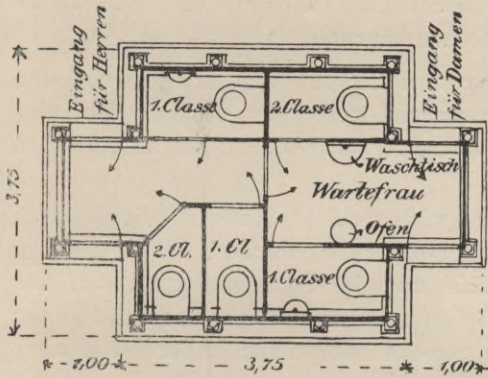 Eingang
für Herren
Eingang
für Damen
1. Classe
2. Classe
Waschtisch
Wartefrau
Ofen
2. Cl.
1. Cl
1. Classe
3,75
1,00
3,75
1,00